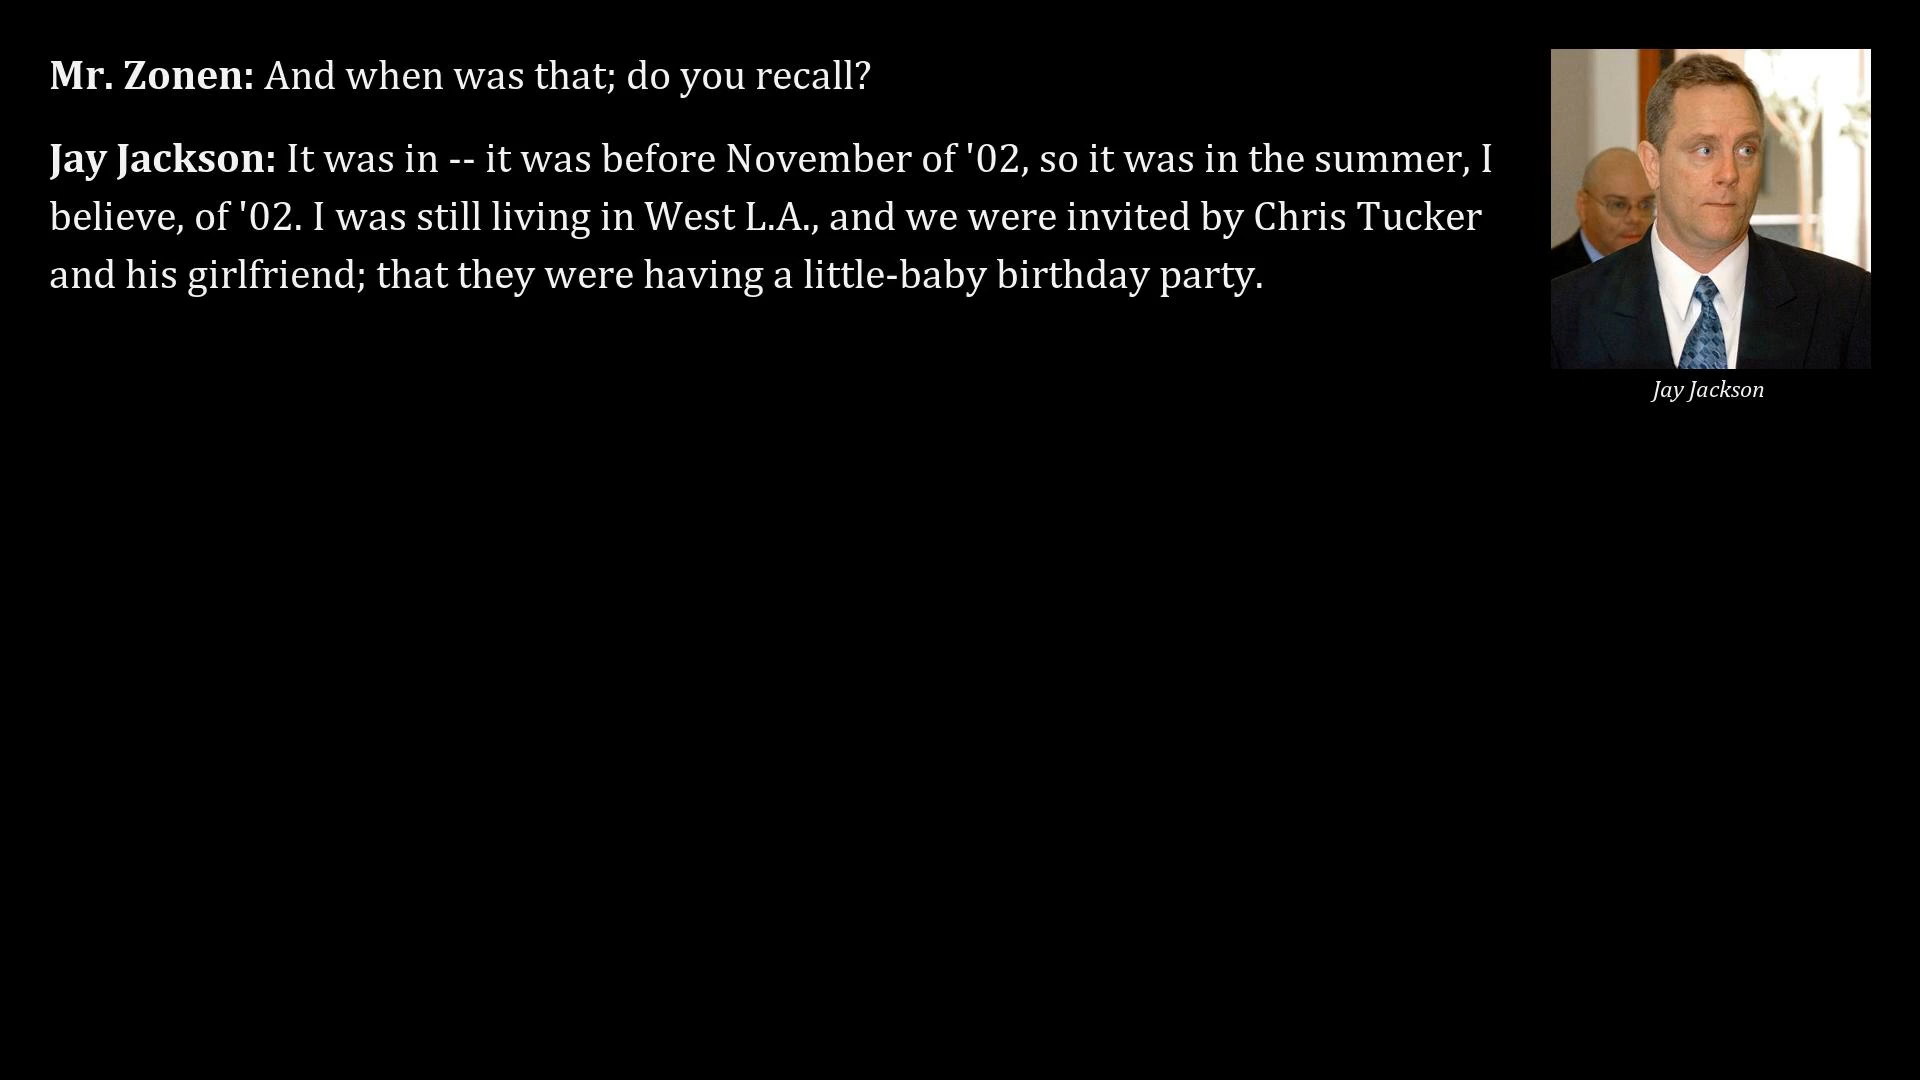 Mr. Zonen: And when was that; do you recall?
Jay Jackson: It was in -- it was before November of '02, so it was in the summer, I
believe, of '02. I was still living in West L.A., and we were invited by Chris Tucker
and his girlfriend; that they were having a little-baby birthday party.
Jay Jackson